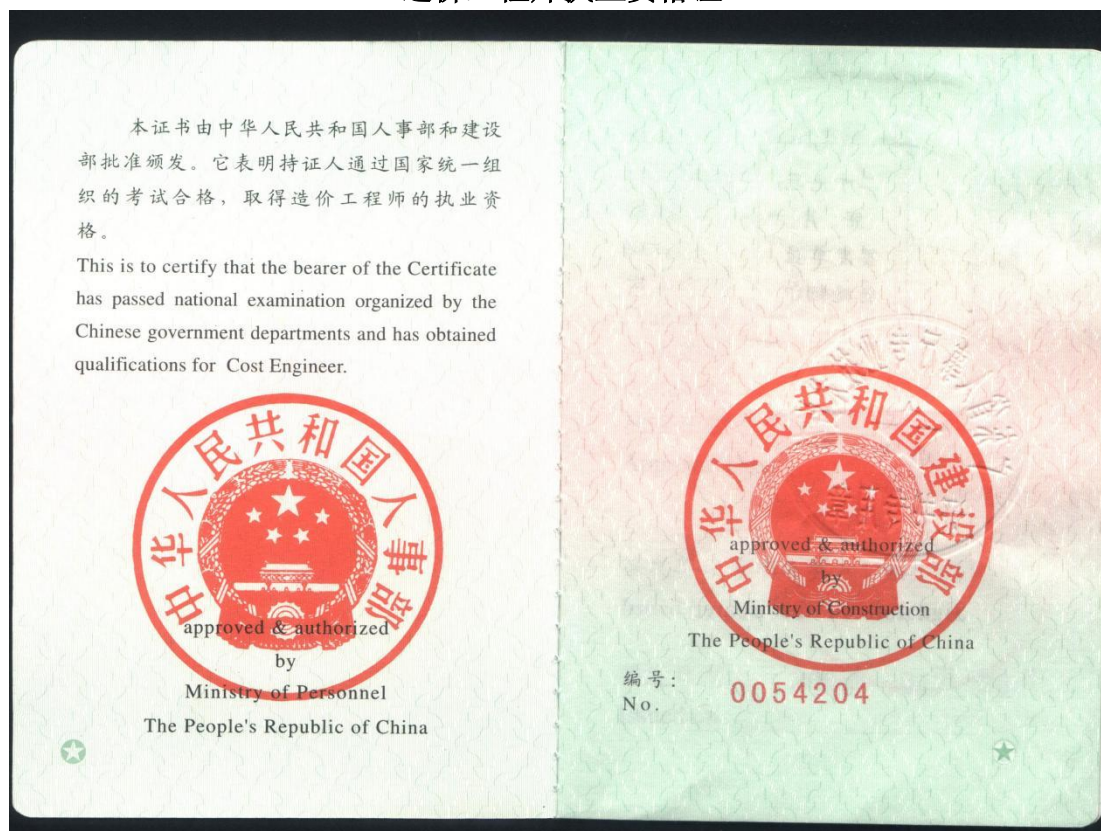 本证书由中华人民共和国人事部和建设
部批准颁发。它表明持证人通过国家统一组
织的考试合格，取得造价工程师的执业资
格。
This is to certify that the bearer of the Certificate
has passed national examination organized by the
Chinese government departments and has obtained
qualifications for Cost Engineer.
中华人民共和国人事部
approved & authorized
by
Ministry of Personnel
The People's Republic of China
中华人民共和国建设部
approved & authorized
by
Ministry of Construction
The People's Republic of China
编号：
No. 0054204